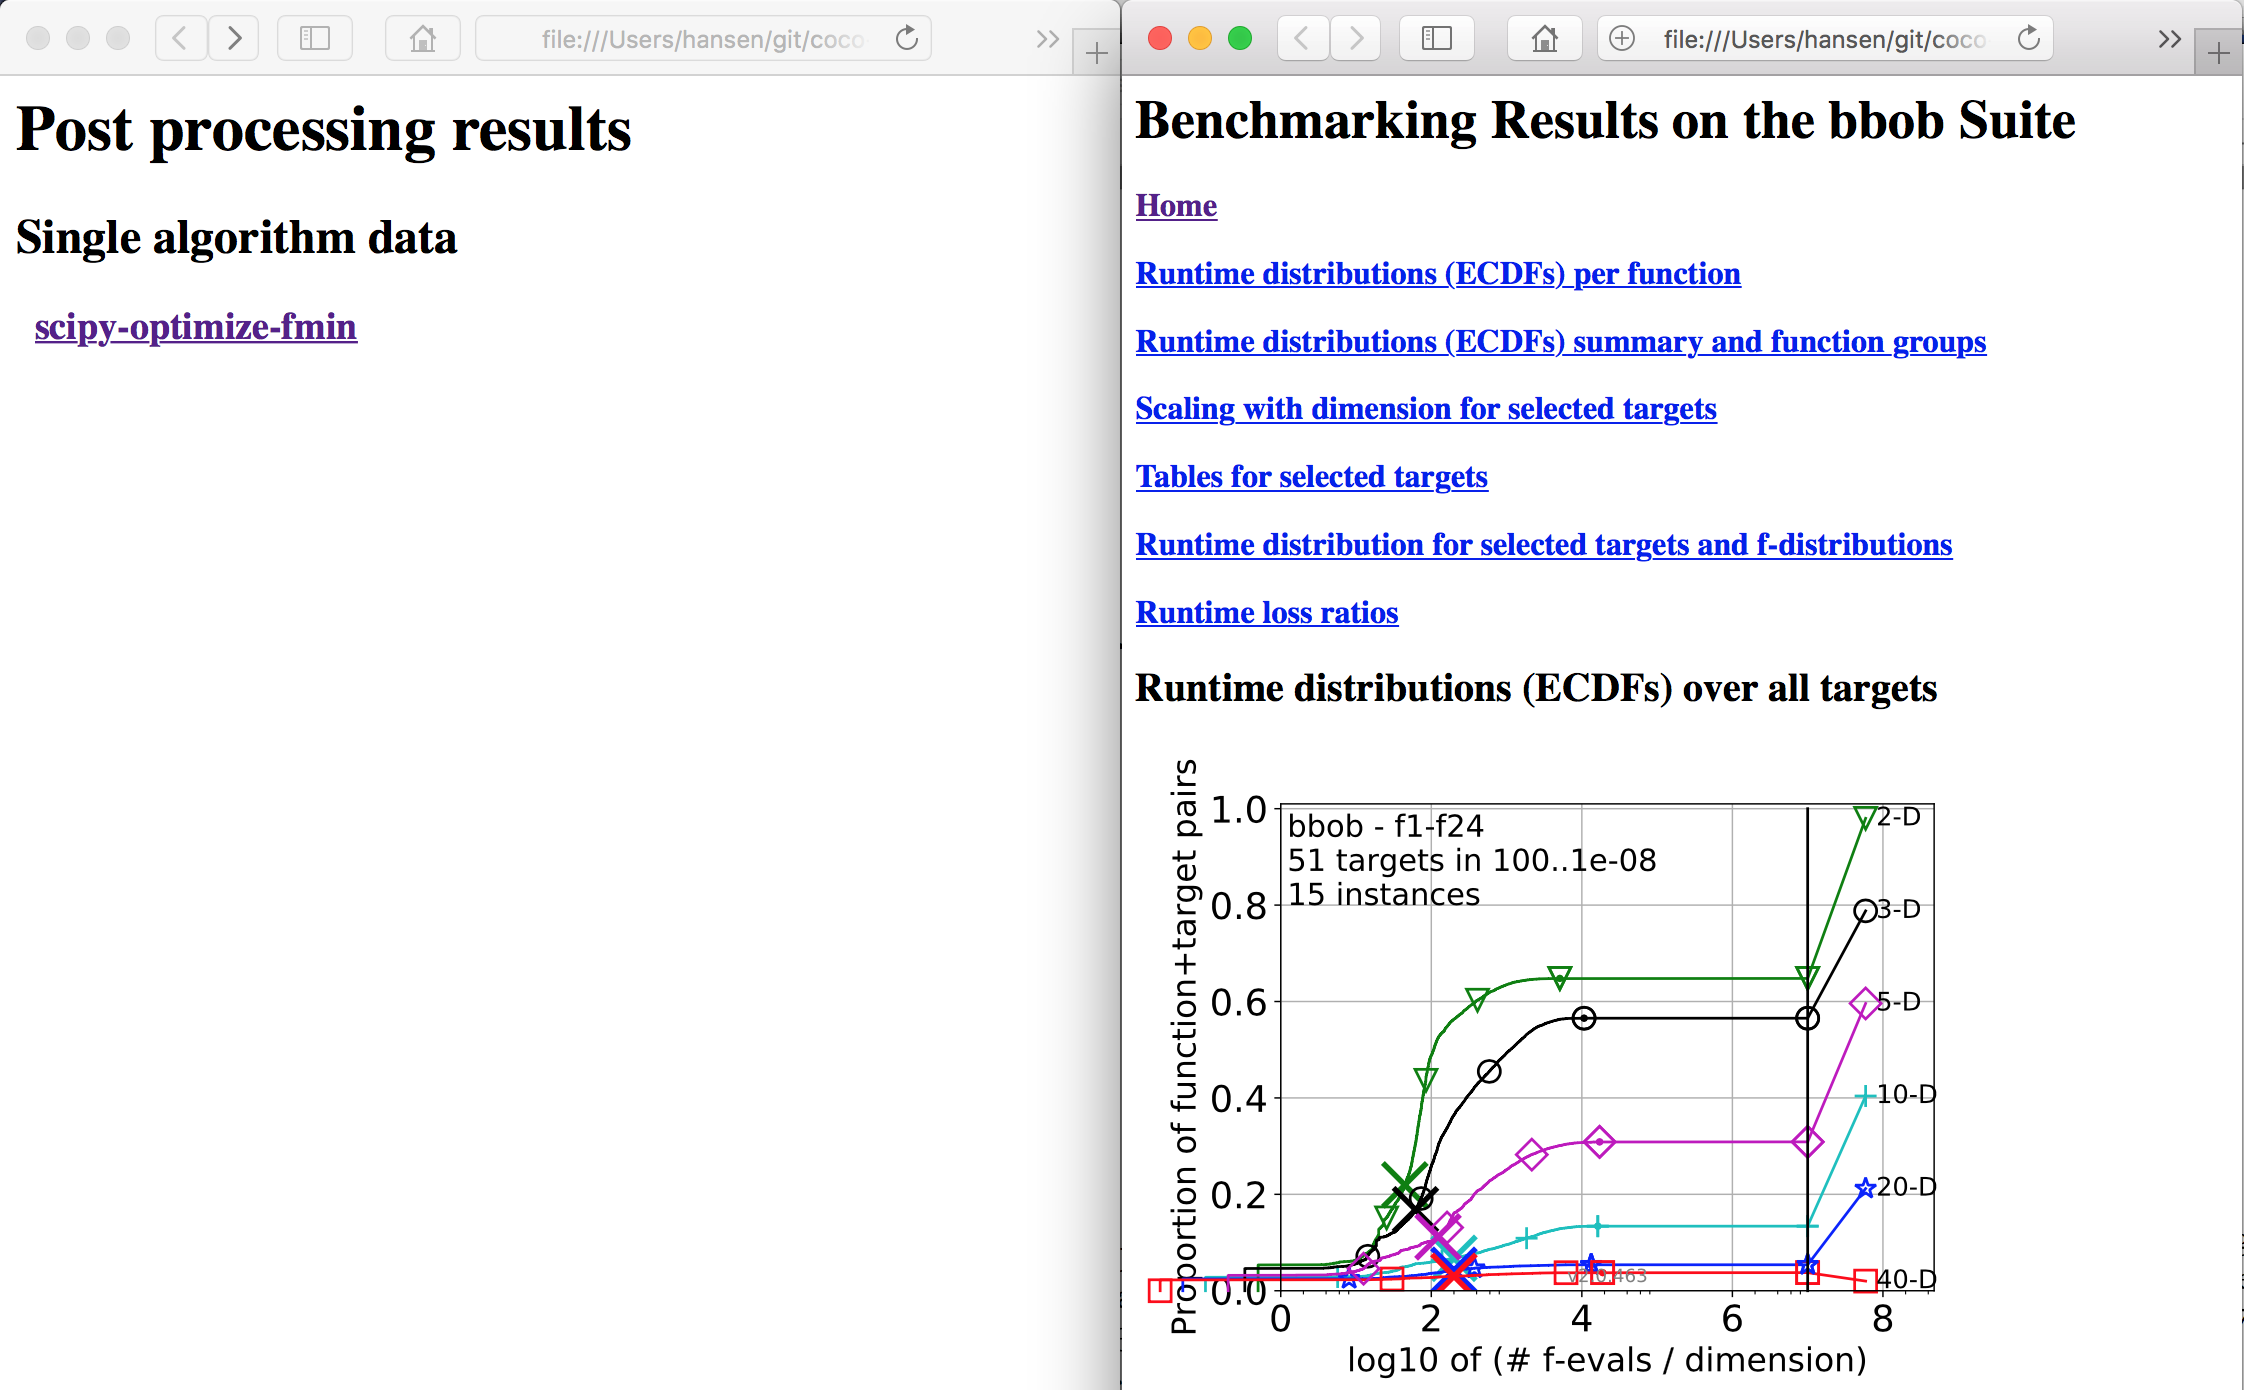 file:///Users/hansen/git/coco
Post processing results
Single algorithm data
scipy-optimize-fmin
file:///Users/hansen/git/coco
Benchmarking Results on the bbob Suite
Home
Runtime distributions (ECDFs) per function
Runtime distributions (ECDFs) summary and function groups
Scaling with dimension for selected targets
Tables for selected targets
Runtime distribution for selected targets and f-distributions
Runtime loss ratios
Runtime distributions (ECDFs) over all targets
Proportion of function+target pairs
1.0
0.8
0.6
0.4
0.2
0.0
bbob - f1-f24
51 targets in 100..1e-08
15 instances
2-D
3-D
5-D
10-D
20-D
40-D
v2.0.463
0 2 4 6 8
log10 of (# f-evals / dimension)